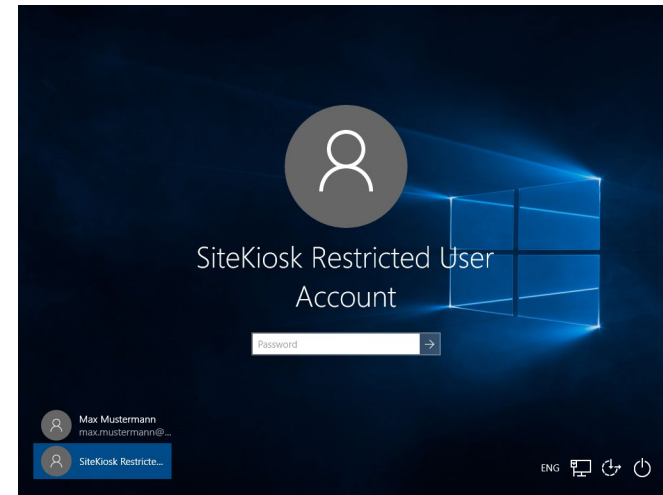 SiteKiosk Restricted User
Account
Password
Max Mustermann
max.mustermann@...
SiteKiosk Restricte...
ENG